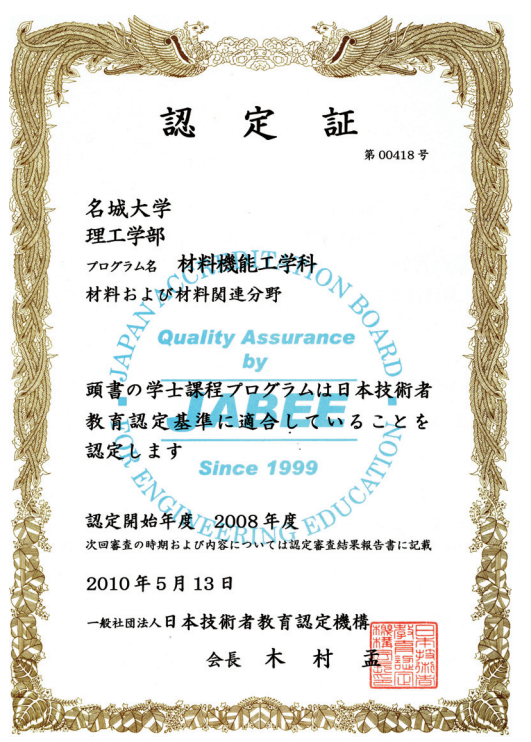 認定証
第 00418 号
名城大学
理工学部
プログラム名 材料機能工学科
材料および材料関連分野
JAPAN ACCREDITATION BOARD
Quality Assurance
by
頭書の学士課程プログラムは日本技術者
JABEE
教育認定基準に適合していることを
認定します
Since 1999
FOR ENGINEERING EDUCATION
認定開始年度 2008 年度
次回審査の時期および内容については認定審査結果報告書に記載
2010 年 5 月 13 日
一般社団法人日本技術者教育認定機構
会長 木村 孟